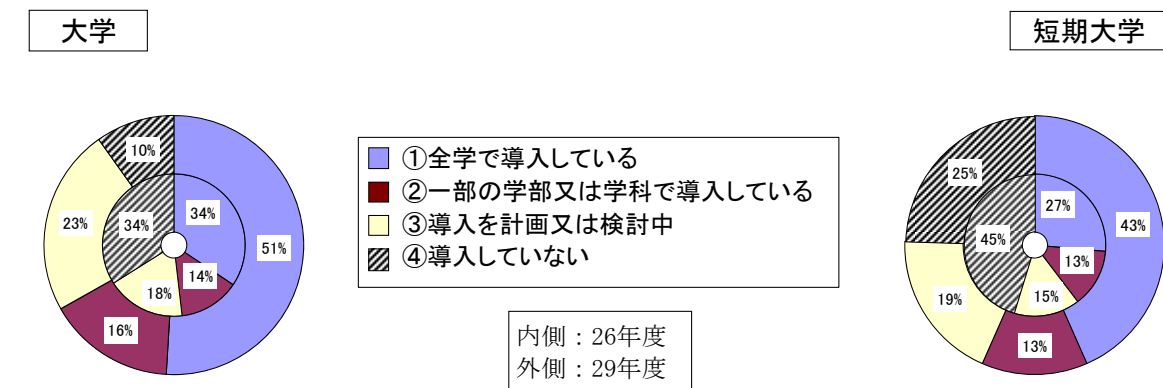 大学
短期大学
10%
34%
34%
23%
51%
14%
18%
16%
①全学で導入している
②一部の学部又は学科で導入している
③導入を計画又は検討中
④導入していない
内側：26年度
外側：29年度
25%
27%
43%
45%
13%
15%
19%
13%